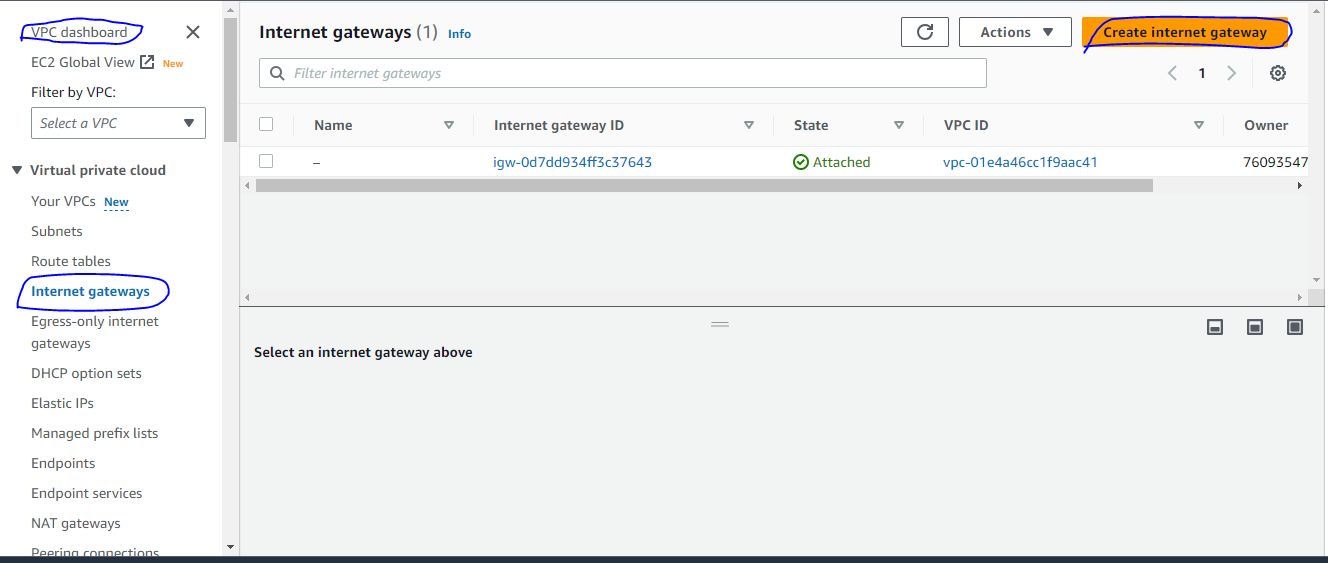 VPC dashboard
EC2 Global View New
Filter by VPC:
Select a VPC
Virtual private cloud
Your VPCs New
Subnets
Route tables
Internet gateways
Egress-only internet
gateways
DHCP option sets
Elastic IPs
Managed prefix lists
Endpoints
Endpoint services
NAT gateways
Peering connections
Internet gateways (1) Info
Actions
Create internet gateway
Filter internet gateways
1
Name Internet gateway ID State VPC ID Owner
– igw-0d7dd934ff3c37643 Attached vpc-01e4a46cc1f9aac41 76093547
Select an internet gateway above